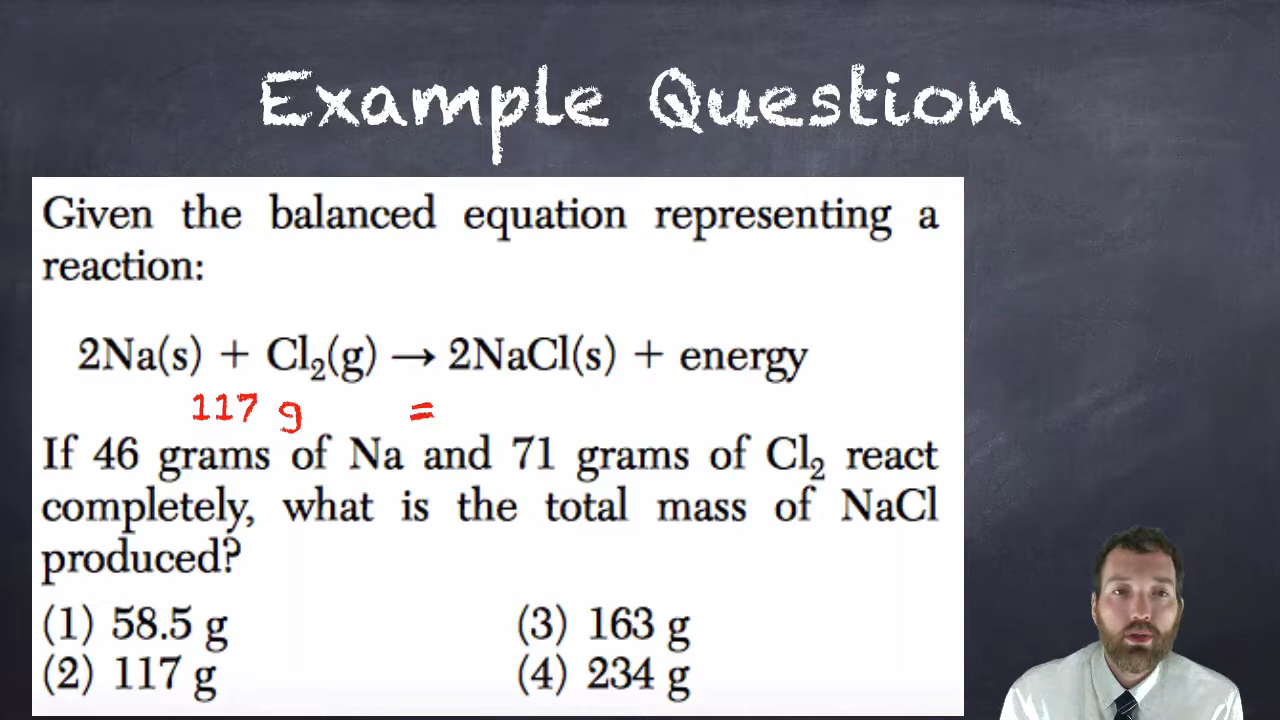 Example Question
Given the balanced equation representing a
reaction:
2Na(s) + Cl₂(g) → 2NaCl(s) + energy
117 g =
If 46 grams of Na and 71 grams of Cl₂ react
completely, what is the total mass of NaCl
produced?
(1) 58.5 g (3) 163 g
(2) 117 g (4) 234 g